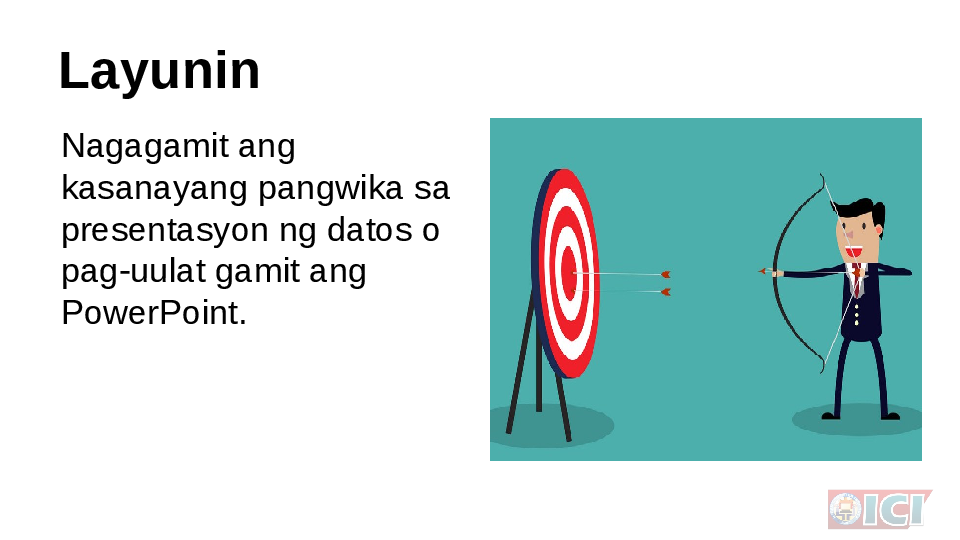 Layunin
Nagagamit ang
kasanayang pangwika sa
presentasyon ng datos o
pag-uulat gamit ang
PowerPoint.
ICI